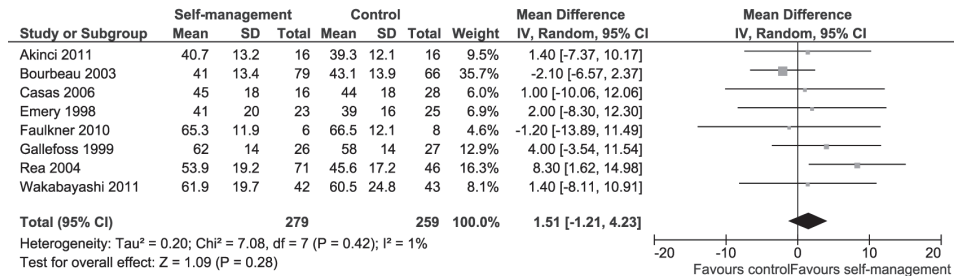 Self-management Control Mean Difference Mean Difference
Study or Subgroup Mean SD Total Mean SD Total Weight IV, Random, 95% CI IV, Random, 95% CI
Akinci 2011 40.7 13.2 16 39.3 12.1 16 9.5% 1.40 [-7.37, 10.17]
Bourbeau 2003 41 13.4 79 43.1 13.9 66 35.7% -2.10 [-6.57, 2.37]
Casas 2006 45 18 16 44 18 28 6.0% 1.00 [-10.06, 12.06]
Emery 1998 41 20 23 39 16 25 6.9% 2.00 [-8.30, 12.30]
Faulkner 2010 65.3 11.9 6 66.5 12.1 8 4.6% -1.20 [-13.89, 11.49]
Gallefoss 1999 62 14 26 58 14 27 12.9% 4.00 [-3.54, 11.54]
Rea 2004 53.9 19.2 71 45.6 17.2 46 16.3% 8.30 [1.62, 14.98]
Wakabayashi 2011 61.9 19.7 42 60.5 24.8 43 8.1% 1.40 [-8.11, 10.91]
Total (95% CI) 279 259 100.0% 1.51 [-1.21, 4.23]
Heterogeneity: Tau² = 0.20; Chi² = 7.08, df = 7 (P = 0.42); I² = 1%
Test for overall effect: Z = 1.09 (P = 0.28)
-20 -10 0 10 20
Favours controlFavours self-management